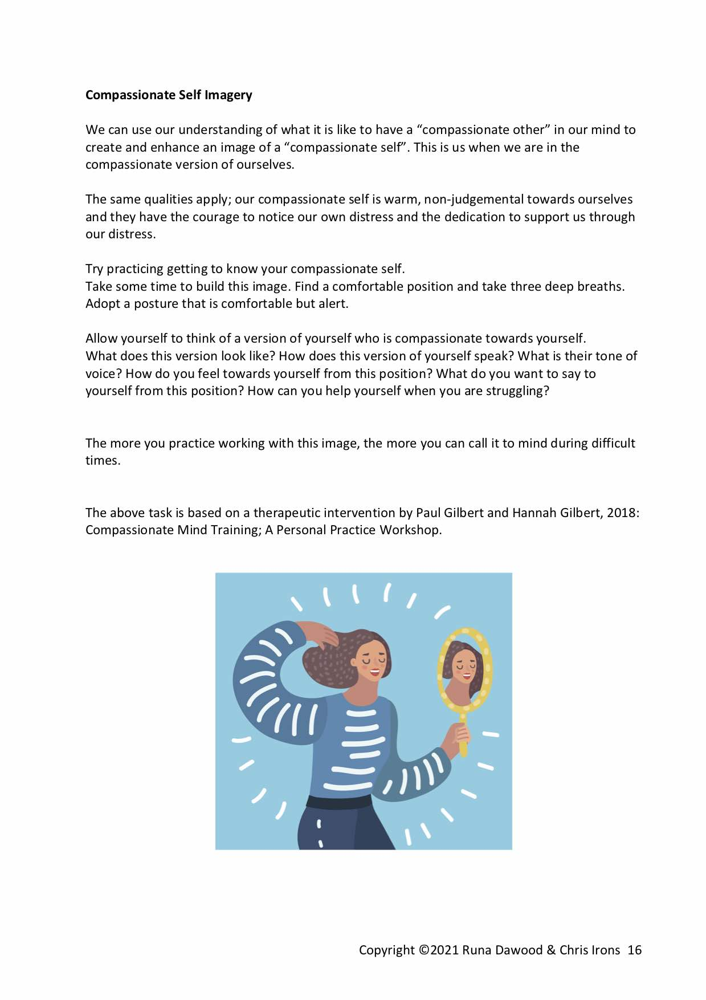 Compassionate Self Imagery
We can use our understanding of what it is like to have a “compassionate other” in our mind to
create and enhance an image of a “compassionate self”. This is us when we are in the
compassionate version of ourselves.
The same qualities apply; our compassionate self is warm, non-judgemental towards ourselves
and they have the courage to notice our own distress and the dedication to support us through
our distress.
Try practicing getting to know your compassionate self.
Take some time to build this image. Find a comfortable position and take three deep breaths.
Adopt a posture that is comfortable but alert.
Allow yourself to think of a version of yourself who is compassionate towards yourself.
What does this version look like? How does this version of yourself speak? What is their tone of
voice? How do you feel towards yourself from this position? What do you want to say to
yourself from this position? How can you help yourself when you are struggling?
The more you practice working with this image, the more you can call it to mind during difficult
times.
The above task is based on a therapeutic intervention by Paul Gilbert and Hannah Gilbert, 2018:
Compassionate Mind Training; A Personal Practice Workshop.
Copyright ©2021 Runa Dawood & Chris Irons 16